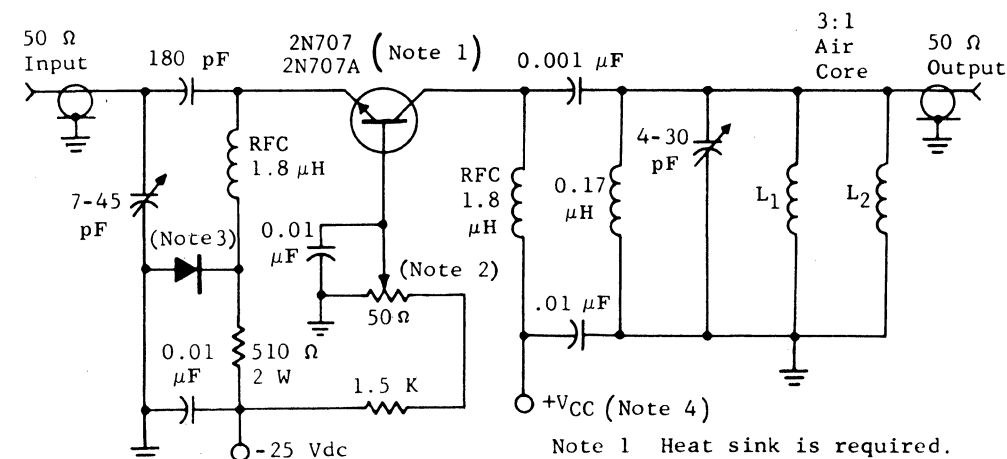 50 Ω
Input
180 pF
2N707
2N707A
(Note 1)
0.001 µF
3:1
Air
Core
50 Ω
Output
RFC
1.8 µH
7-45
pF
(Note 3)
0.01
µF
(Note 2)
50 Ω
RFC
1.8
µH
0.17
µH
4-30
pF
L1
L2
.01 µF
0.01
µF
510 Ω
2 W
1.5 K
-25 Vdc
+VCC (Note 4)
Note 1 Heat sink is required.